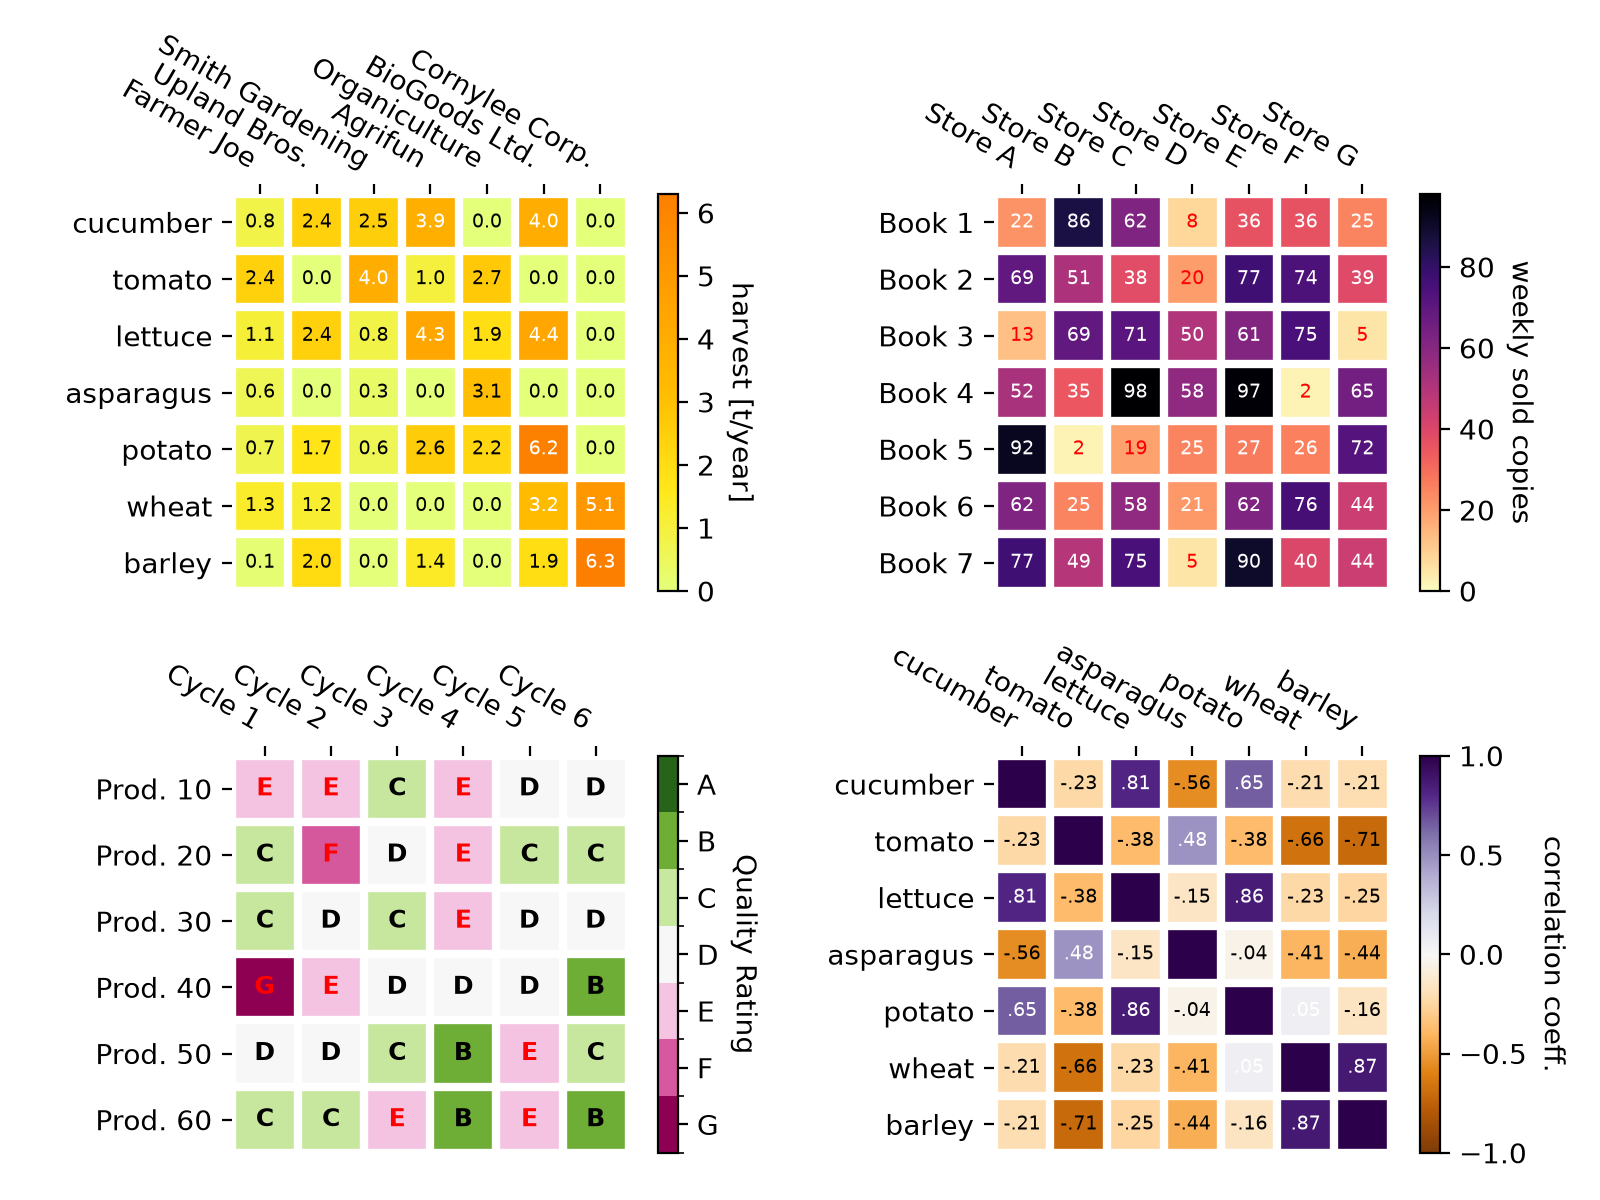 Farmer Joe
Upland Bros.
Smith Gardening
Agrifun
Organiculture
BioGoods Ltd.
Cornylee Corp.
cucumber 0.8 2.4 2.5 3.9 0.0 4.0 0.0
tomato 2.4 0.0 4.0 1.0 2.7 0.0 0.0
lettuce 1.1 2.4 0.8 4.3 1.9 4.4 0.0
asparagus 0.6 0.0 0.3 0.0 3.1 0.0 0.0
potato 0.7 1.7 0.6 2.6 2.2 6.2 0.0
wheat 1.3 1.2 0.0 0.0 0.0 3.2 5.1
barley 0.1 2.0 0.0 1.4 0.0 1.9 6.3
6
5
4
3
2
1
0
harvest [t/year]
Store A
Store B
Store C
Store D
Store E
Store F
Store G
Book 1 22 86 62 8 36 36 25
Book 2 69 51 38 20 77 74 39
Book 3 13 69 71 50 61 75 5
Book 4 52 35 98 58 97 2 65
Book 5 92 2 19 25 27 26 72
Book 6 62 25 58 21 62 76 44
Book 7 77 49 75 5 90 40 44
80
60
40
20
0
weekly sold copies
Cycle 1
Cycle 2
Cycle 3
Cycle 4
Cycle 5
Cycle 6
Prod. 10 E E C E D D
Prod. 20 C F D E C C
Prod. 30 C D C E D D
Prod. 40 G E D D D B
Prod. 50 D D C B E C
Prod. 60 C C E B E B
A
B
C
D
E
F
G
Quality Rating
cucumber
tomato
lettuce
asparagus
potato
wheat
barley
cucumber -.23 .81 -.56 .65 -.21 -.21
tomato -.23 -.38 .48 -.38 -.66 -.71
lettuce .81 -.38 -.15 .86 -.23 -.25
asparagus -.56 .48 -.15 -.04 -.41 -.44
potato .65 -.38 .86 -.04 .05 -.16
wheat -.21 -.66 -.23 -.41 .05 .87
barley -.21 -.71 -.25 -.44 -.16 .87
1.0
0.5
0.0
−0.5
−1.0
correlation coeff.